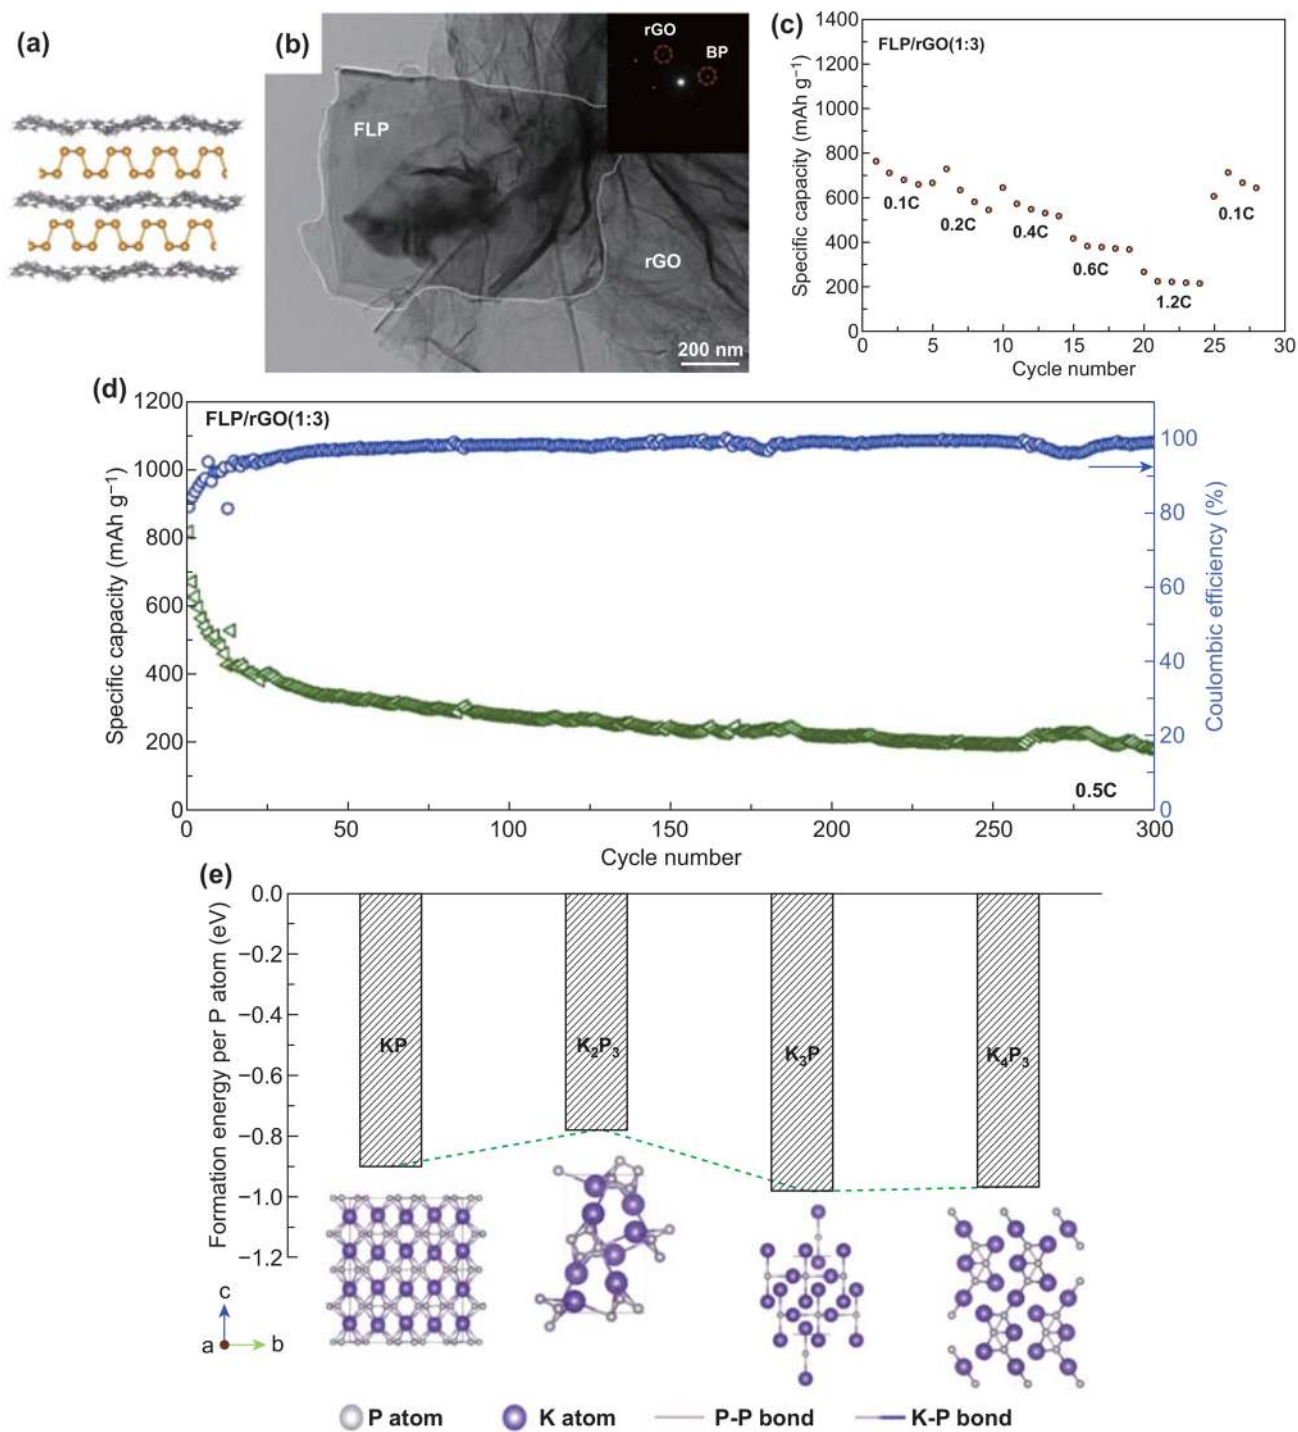 (a)
(b)
rGO
BP
FLP
rGO
200 nm
(c)
FLP/rGO(1:3)
Specific capacity (mAh g⁻¹)
1400
1200
1000
800
600
400
200
0
0.1C
0.2C
0.4C
0.6C
1.2C
0.1C
0 5 10 15 20 25 30
Cycle number
(d)
FLP/rGO(1:3)
Specific capacity (mAh g⁻¹)
1200
1000
800
600
400
200
0
100
80
60
40
20
0
Coulombic efficiency (%)
0.5C
0 50 100 150 200 250 300
Cycle number
(e)
Formation energy per P atom (eV)
0.0
−0.2
−0.4
−0.6
−0.8
−1.0
−1.2
KP
K₂P₃
K₃P
K₄P₃
c
a
b
P atom K atom P-P bond K-P bond